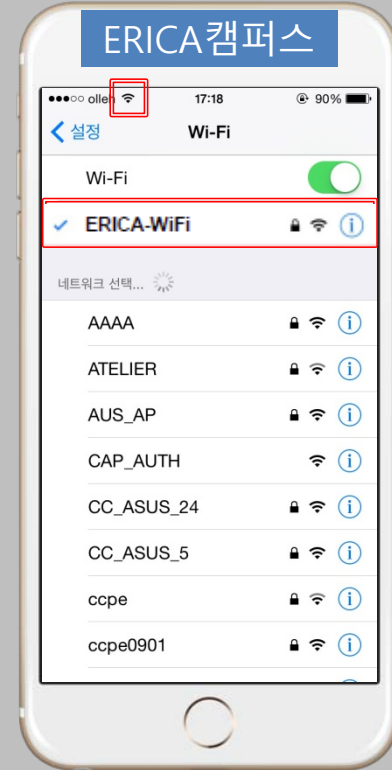 ERICA캠퍼스
ollen 17:18 90%
설정 Wi-Fi
Wi-Fi
ERICA-WiFi
네트워크 선택...
AAAA
ATELIER
AUS_AP
CAP_AUTH
CC_ASUS_24
CC_ASUS_5
ccpe
ccpe0901